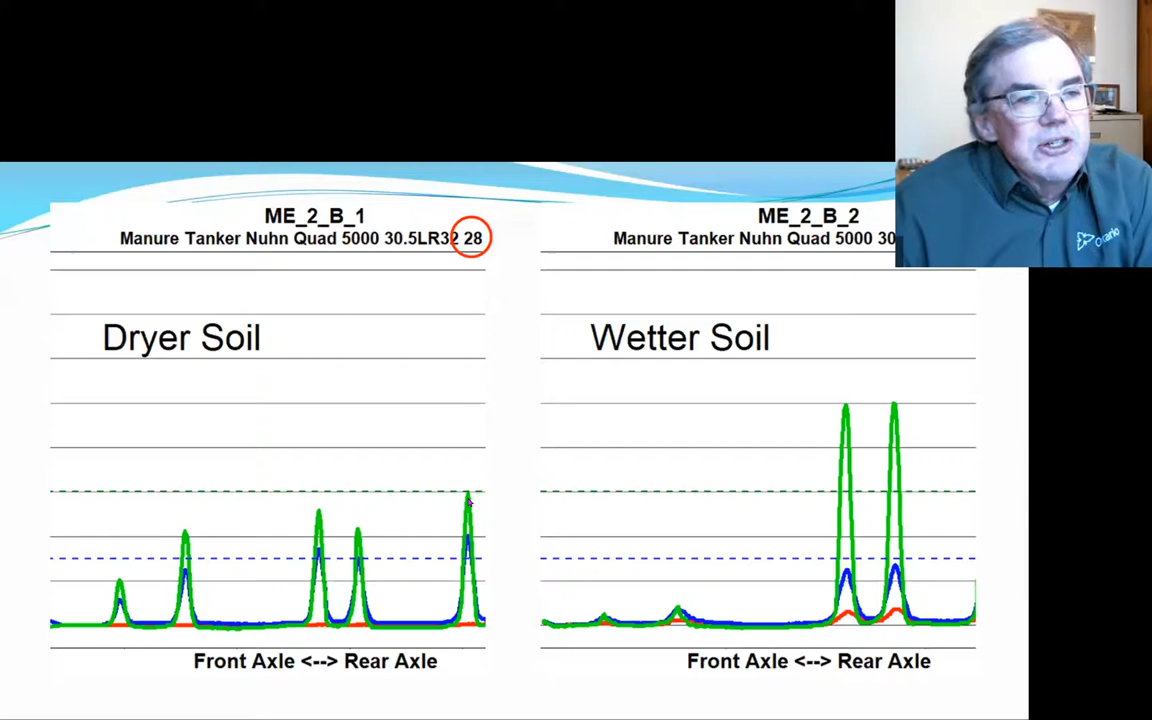 ME_2_B_1
Manure Tanker Nuhn Quad 5000 30.5LR32 28
Dryer Soil
Front Axle <--> Rear Axle
ME_2_B_2
Manure Tanker Nuhn Quad 5000 30
Wetter Soil
Front Axle <--> Rear Axle
Ontario